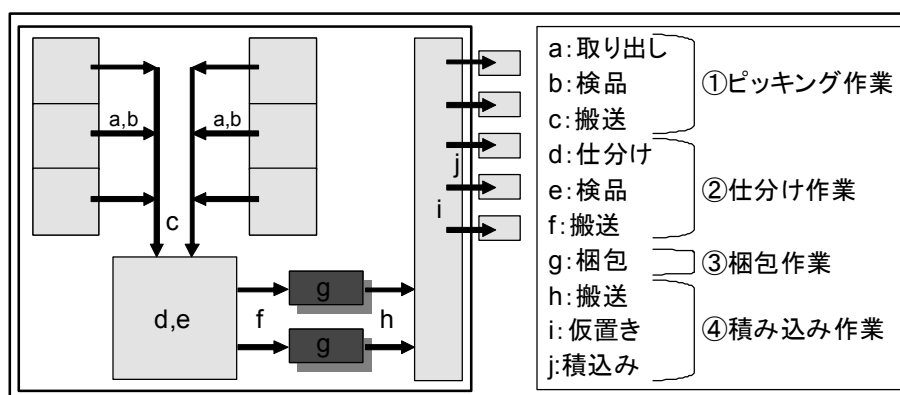 a,b
a,b
c
d,e
f
g
g
h
i
j
a:取り出し
b:検品
c:搬送
①ピッキング作業
d:仕分け
e:検品
f:搬送
②仕分け作業
g:梱包
③梱包作業
h:搬送
i:仮置き
j:積込み
④積み込み作業